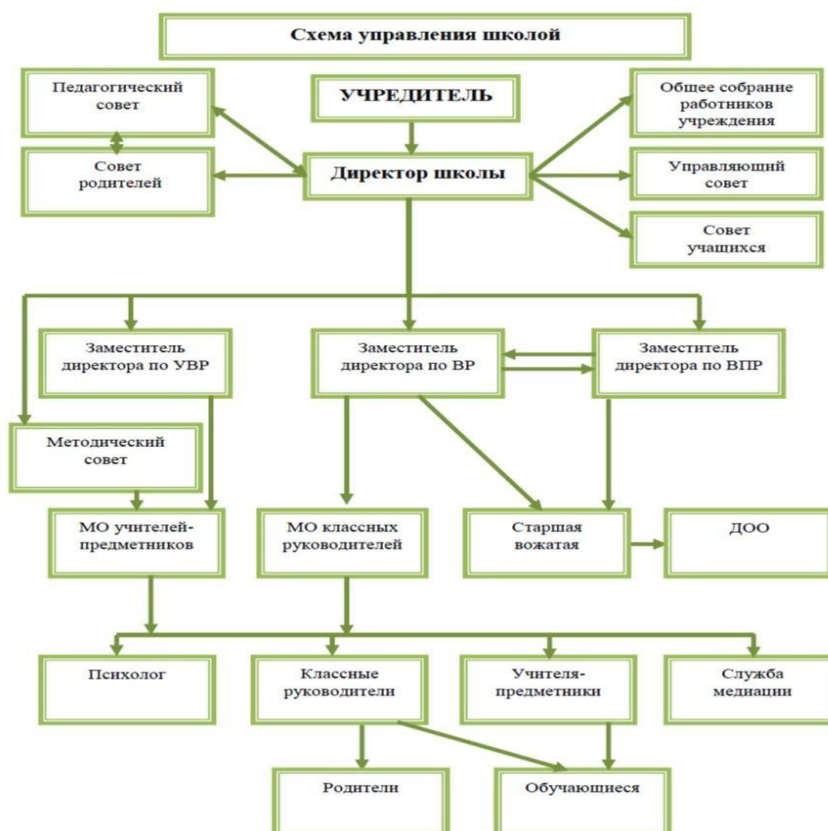 Схема управления школой
Педагогический
совет
УЧРЕДИТЕЛЬ
Общее собрание
работников
учреждения
Совет
родителей
Директор школы
Управляющий
совет
Совет
учащихся
Заместитель
директора по УВР
Заместитель
директора по ВР
Заместитель
директора по ВПР
Методический
совет
МО учителей-
предметников
МО классных
руководителей
Старшая
вожатая
ДОО
Психолог
Классные
руководители
Учителя-
предметники
Служба
медиации
Родители
Обучающиеся